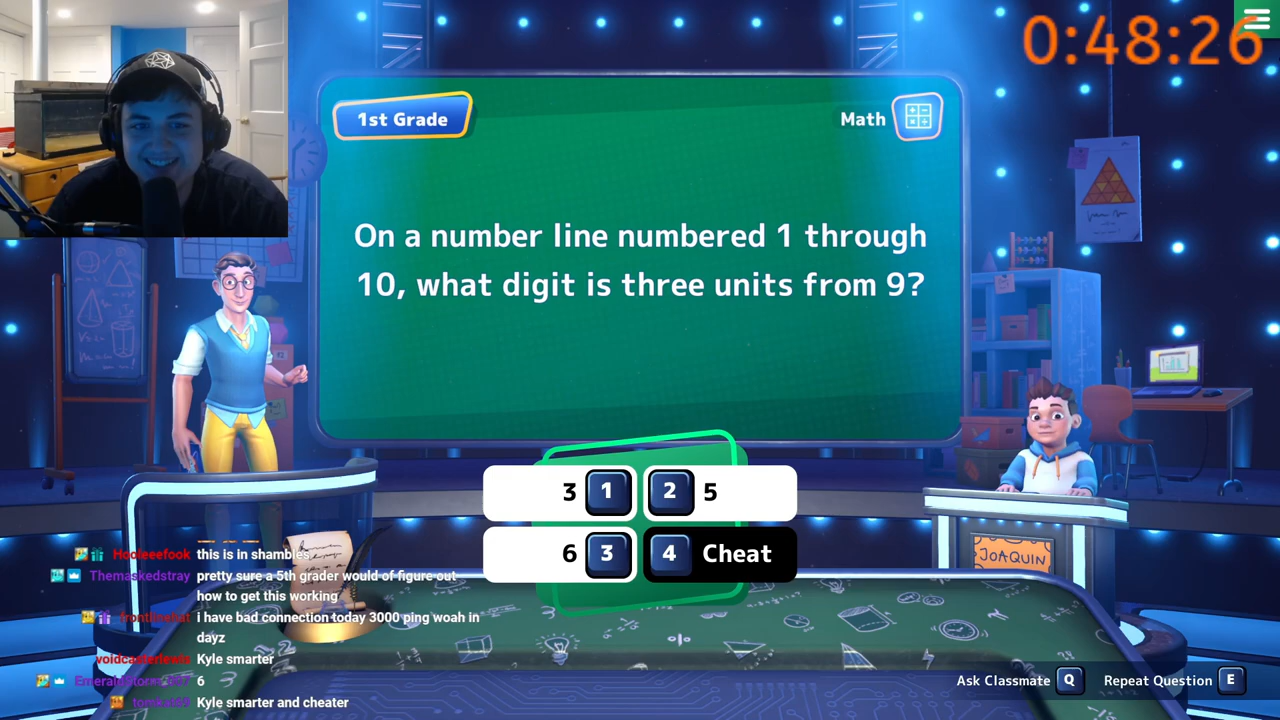 0:48:26
1st Grade
Math
On a number line numbered 1 through
10, what digit is three units from 9?
3 1
2 5
6 3
4 Cheat
JOAQUIN
Hooleeefook this is in shambles
Themaskedstray pretty sure a 5th grader would of figure out
how to get this working
frontlinehat i have bad connection today 3000 ping woah in
dayz
voidcasterlewis Kyle smarter
6
Kyle smarter and cheater
Ask Classmate Q
Repeat Question E